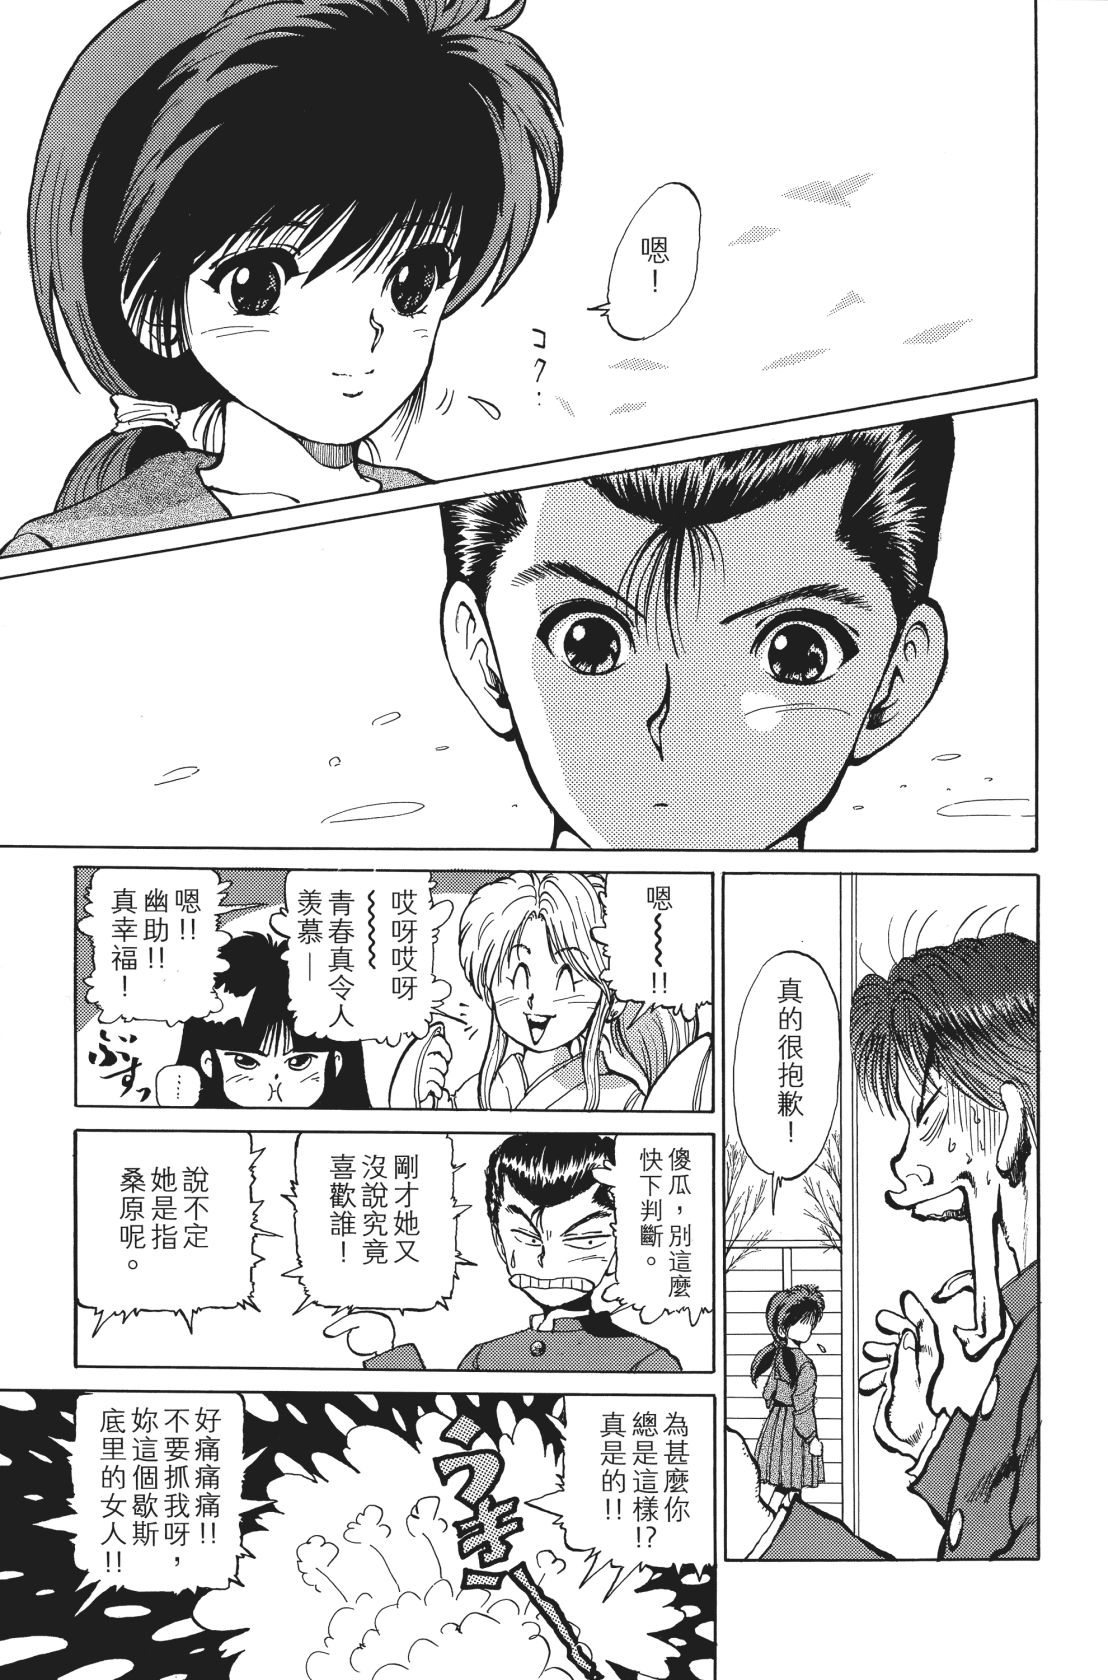 嗯！
コク．
真的很抱歉！
嗯〜〜!!
哎呀哎呀
〜〜〜〜
青春真令人
羨慕—
嗯!!
幽助!!
真幸福！
……
ぶすっ
傻瓜，別這麼
快下判斷。
剛才她又
沒說究竟
喜歡誰！
說不定
她是指
桑原呢。
為甚麼你
總是這樣!?
真是的!!
うきー
好痛痛痛!!
不要抓我呀，
妳這個歇斯
底里的女人!!